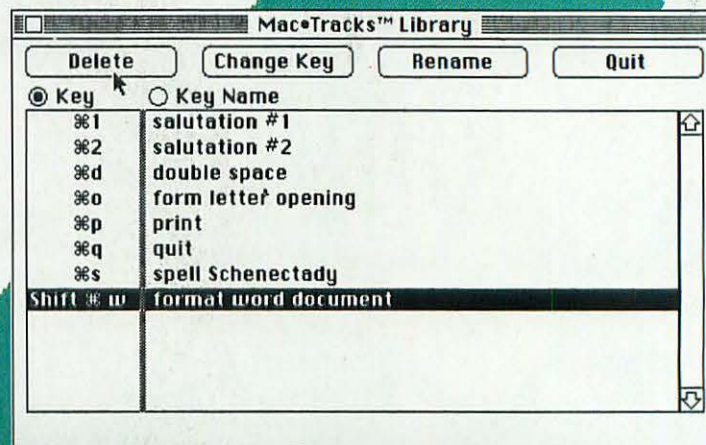 Mac•Tracks™ Library
Delete Change Key Rename Quit
Key Key Name
⌘1 salutation #1
⌘2 salutation #2
⌘d double space
⌘o form letter opening
⌘p print
⌘q quit
⌘s spell Schenectady
Shift ⌘ w format word document